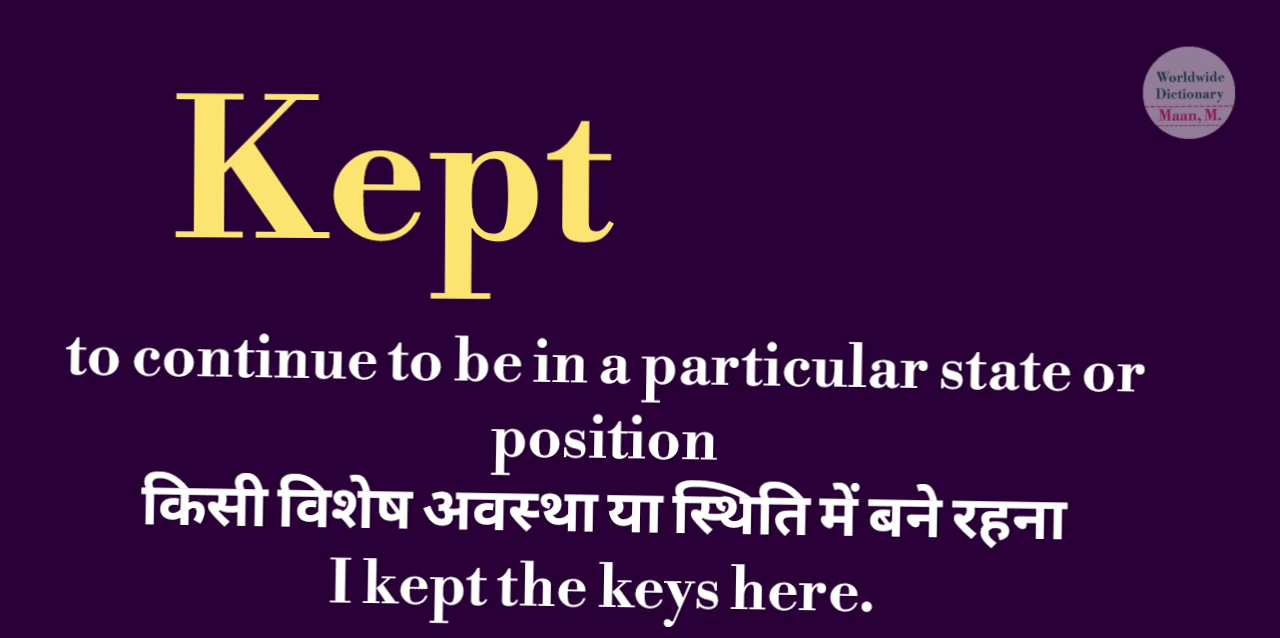 Worldwide
Dictionary
Maan, M.
Kept
to continue to be in a particular state or
position
किसी विशेष अवस्था या स्थिति में बने रहना
I kept the keys here.